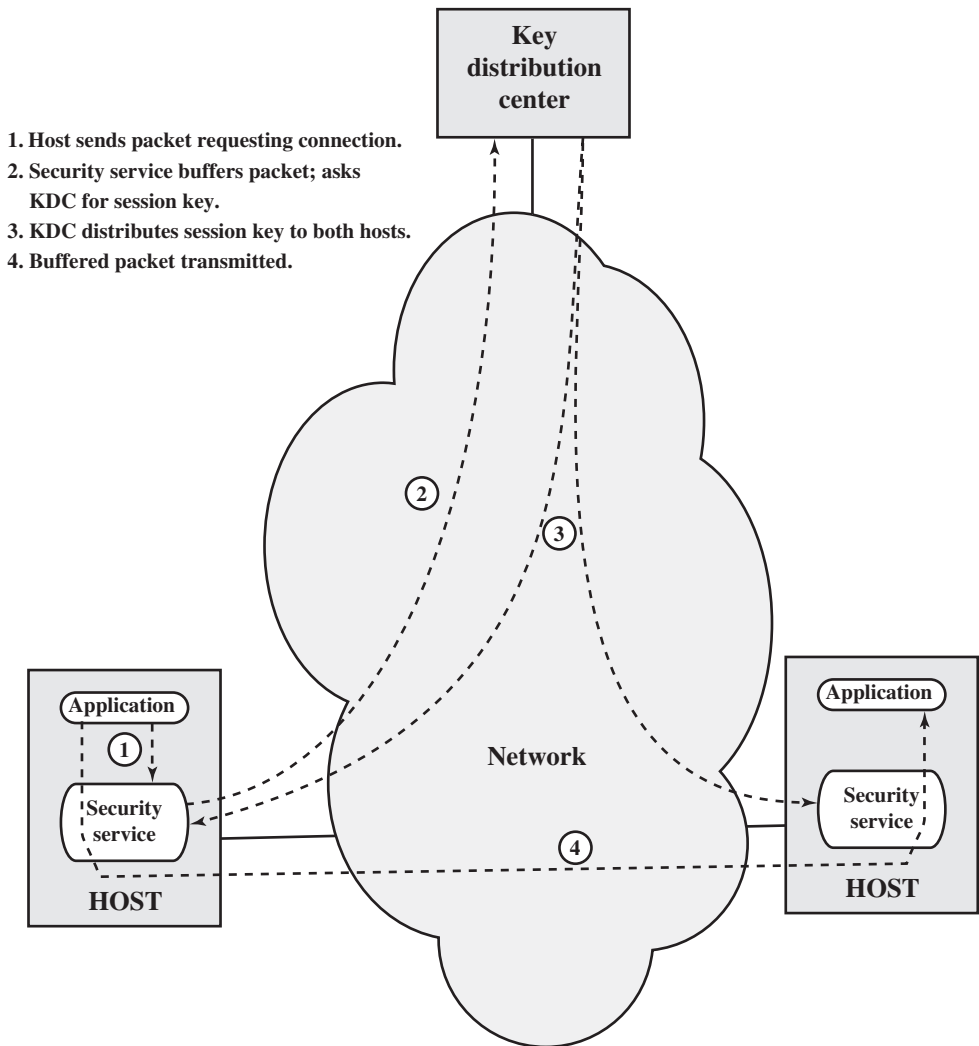 Key
distribution
center
1. Host sends packet requesting connection.
2. Security service buffers packet; asks
KDC for session key.
3. KDC distributes session key to both hosts.
4. Buffered packet transmitted.
2
3
Application
1
Security
service
HOST
Network
4
Application
Security
service
HOST